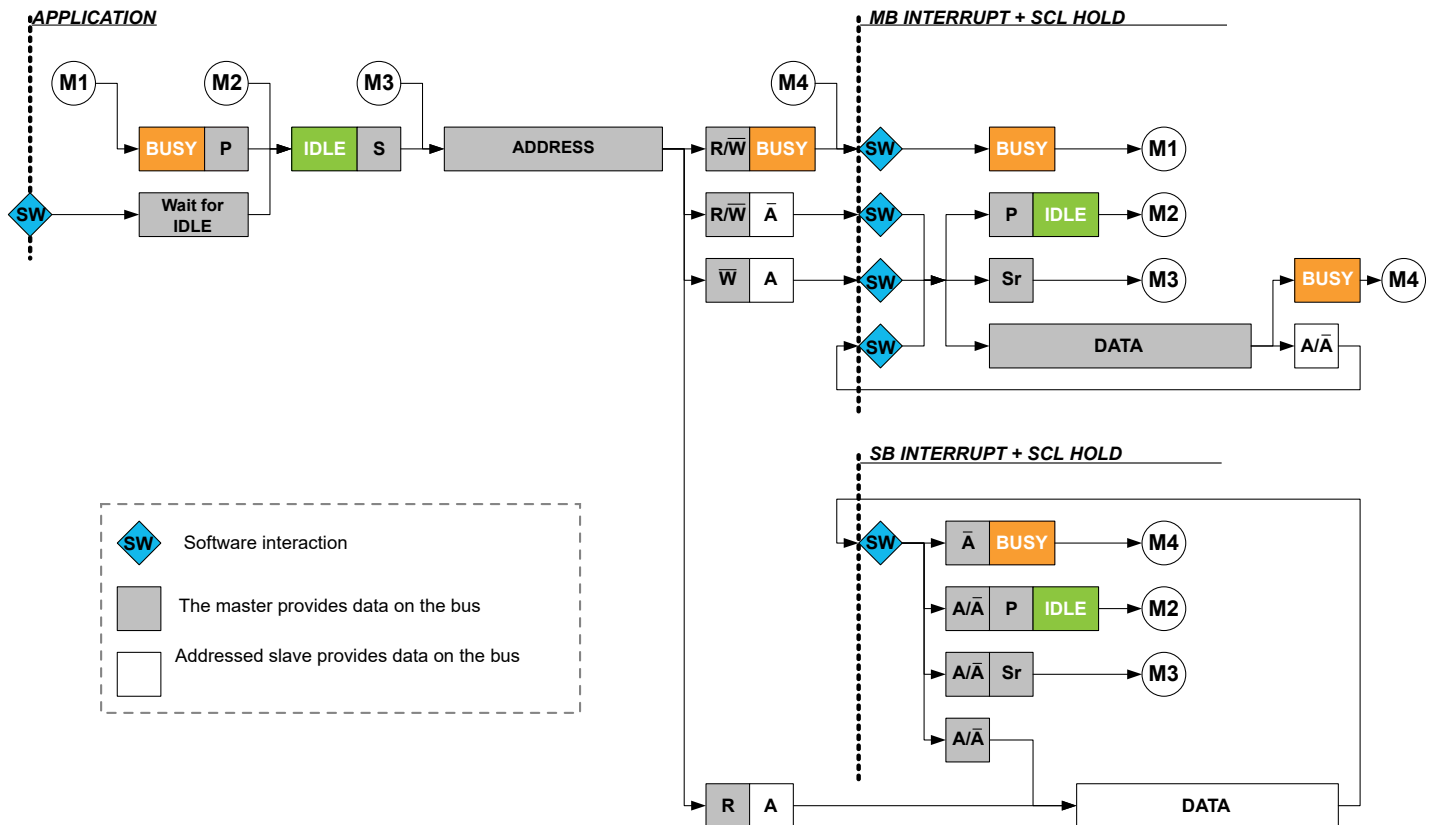 APPLICATION
MB INTERRUPT + SCL HOLD
M1
M2
M3
M4
BUSY P
IDLE S
ADDRESS
R/W̅ BUSY
SW
BUSY
M1
SW
Wait for
IDLE
R/W̅ A̅
SW
P IDLE
M2
W̅ A
SW
Sr
M3
BUSY
M4
SW
DATA
A/A̅
SB INTERRUPT + SCL HOLD
SW
A̅ BUSY
M4
A/A̅ P IDLE
M2
A/A̅ Sr
M3
A/A̅
R A
DATA
SW
Software interaction
The master provides data on the bus
Addressed slave provides data on the bus